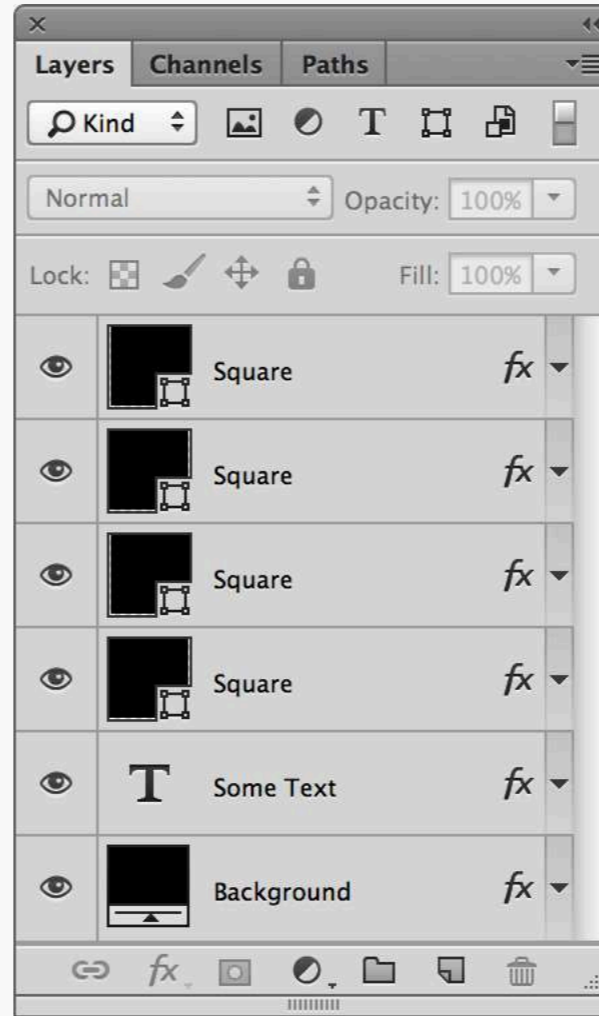 Layers Channels Paths
Kind T
Normal Opacity: 100%
Lock: Fill: 100%
Square fx
Square fx
Square fx
Square fx
T Some Text fx
Background fx
fx